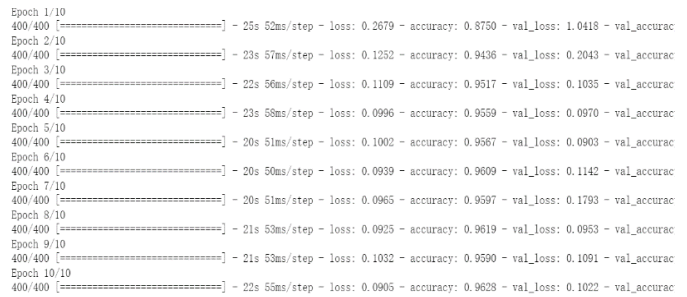 Epoch 1/10
400/400 [==============================] - 25s 52ms/step - loss: 0.2679 - accuracy: 0.8750 - val_loss: 1.0418 - val_accurac
Epoch 2/10
400/400 [==============================] - 23s 57ms/step - loss: 0.1252 - accuracy: 0.9436 - val_loss: 0.2043 - val_accurac
Epoch 3/10
400/400 [==============================] - 22s 56ms/step - loss: 0.1109 - accuracy: 0.9517 - val_loss: 0.1035 - val_accurac
Epoch 4/10
400/400 [==============================] - 23s 58ms/step - loss: 0.0996 - accuracy: 0.9559 - val_loss: 0.0970 - val_accurac
Epoch 5/10
400/400 [==============================] - 20s 51ms/step - loss: 0.1002 - accuracy: 0.9567 - val_loss: 0.0903 - val_accurac
Epoch 6/10
400/400 [==============================] - 20s 50ms/step - loss: 0.0939 - accuracy: 0.9609 - val_loss: 0.1142 - val_accurac
Epoch 7/10
400/400 [==============================] - 20s 51ms/step - loss: 0.0965 - accuracy: 0.9597 - val_loss: 0.1793 - val_accurac
Epoch 8/10
400/400 [==============================] - 21s 53ms/step - loss: 0.0925 - accuracy: 0.9619 - val_loss: 0.0953 - val_accurac
Epoch 9/10
400/400 [==============================] - 21s 53ms/step - loss: 0.1032 - accuracy: 0.9590 - val_loss: 0.1091 - val_accurac
Epoch 10/10
400/400 [==============================] - 22s 55ms/step - loss: 0.0905 - accuracy: 0.9628 - val_loss: 0.1022 - val_accurac